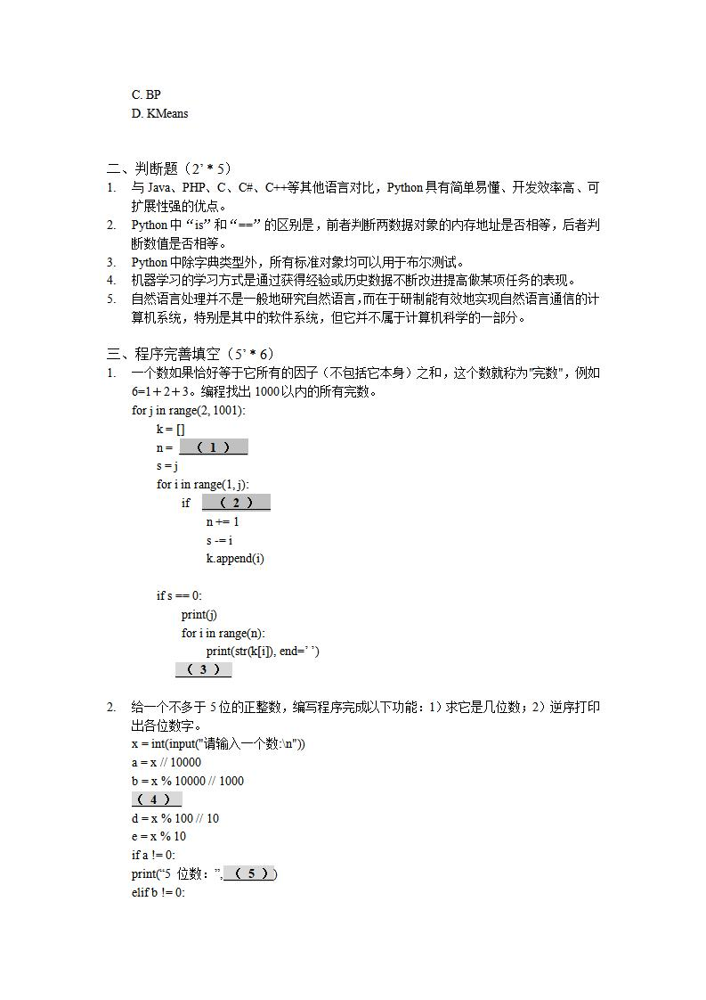 C. BP
D. KMeans
二、判断题（2’ * 5）
1. 与 Java、PHP、C、C#、C++等其他语言对比，Python 具有简单易懂、开发效率高、可
扩展性强的优点。
2. Python 中“is”和“==”的区别是，前者判断两数据对象的内存地址是否相等，后者判
断数值是否相等。
3. Python 中除字典类型外，所有标准对象均可以用于布尔测试。
4. 机器学习的学习方式是通过获得经验或历史数据不断改进提高做某项任务的表现。
5. 自然语言处理并不是一般地研究自然语言，而在于研制能有效地实现自然语言通信的计
算机系统，特别是其中的软件系统，但它并不属于计算机科学的一部分。
三、程序完善填空（5’ * 6）
1. 一个数如果恰好等于它所有的因子（不包括它本身）之和，这个数就称为"完数"，例如
6=1＋2＋3。编程找出 1000 以内的所有完数。
for j in range(2, 1001):
k = []
n = （ 1 ）
s = j
for i in range(1, j):
if （ 2 ）
n += 1
s -= i
k.append(i)
if s == 0:
print(j)
for i in range(n):
print(str(k[i]), end=’ ’)
（ 3 ）
2. 给一个不多于 5 位的正整数，编写程序完成以下功能：1）求它是几位数；2）逆序打印
出各位数字。
x = int(input("请输入一个数:\n"))
a = x // 10000
b = x % 10000 // 1000
（ 4 ）
d = x % 100 // 10
e = x % 10
if a != 0:
print(“5 位数：”, （ 5 ）)
elif b != 0: